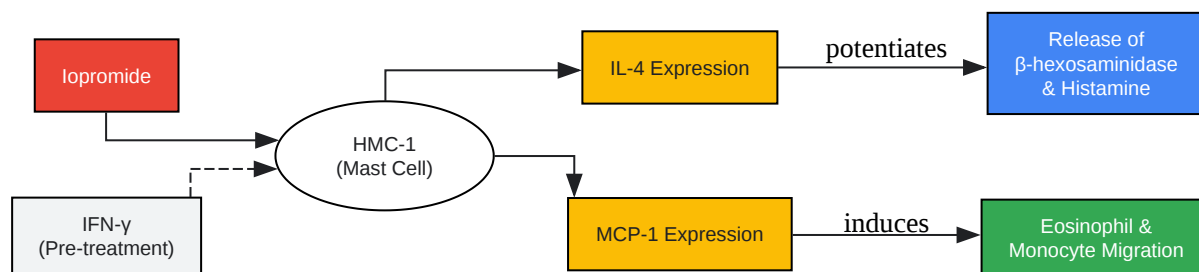 Iopromide
IFN-γ
(Pre-treatment)
HMC-1
(Mast Cell)
IL-4 Expression
potentiates
Release of
β-hexosaminidase
& Histamine
MCP-1 Expression
induces
Eosinophil &
Monocyte Migration